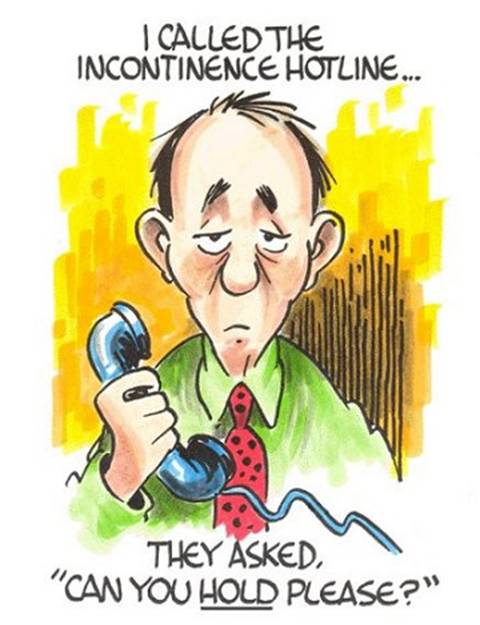 I CALLED THE
INCONTINENCE HOTLINE...
THEY ASKED,
"CAN YOU HOLD PLEASE?"